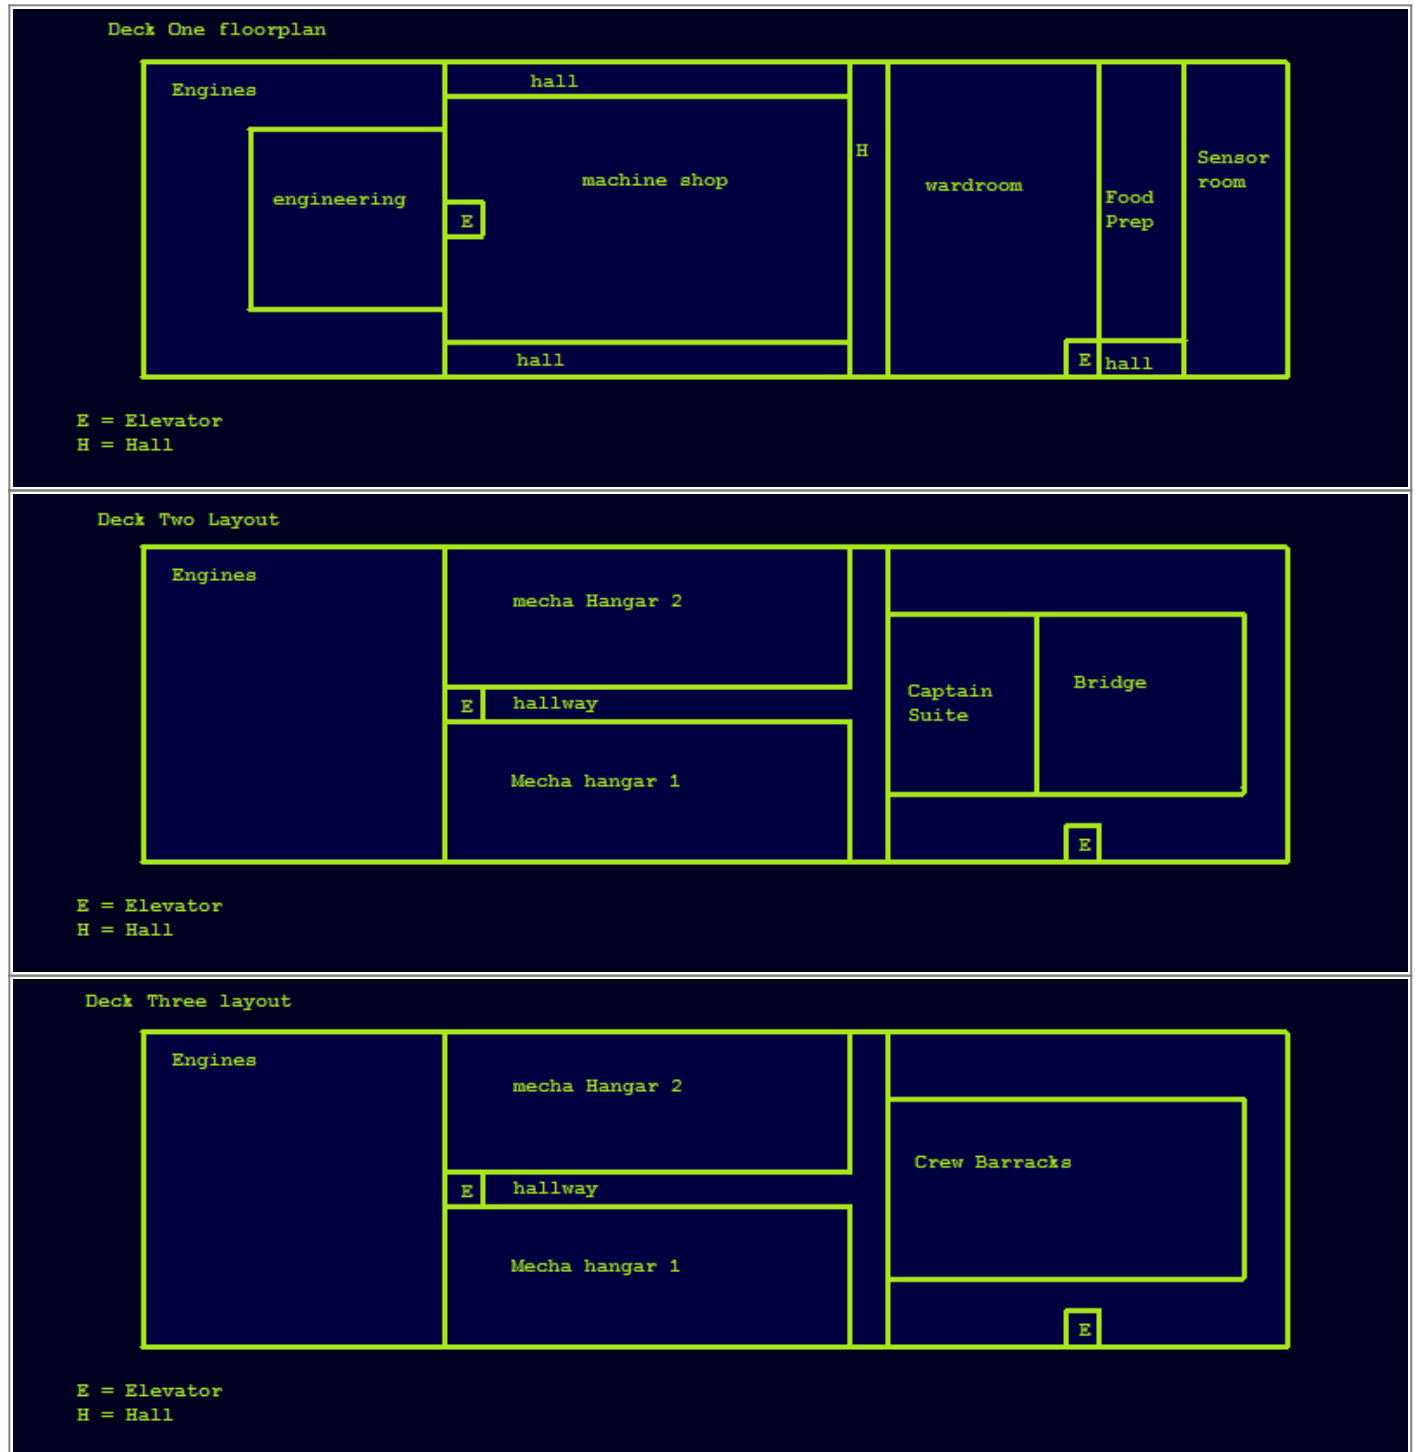 Deck One floorplan
Engines
hall
H
Sensor
room
machine shop
wardroom
engineering
Food
Prep
E
hall
E
hall
E = Elevator
H = Hall
Deck Two Layout
Engines
mecha Hangar 2
Captain
Suite
Bridge
E
hallway
Mecha hangar 1
E
E = Elevator
H = Hall
Deck Three layout
Engines
mecha Hangar 2
Crew Barracks
E
hallway
Mecha hangar 1
E
E = Elevator
H = Hall